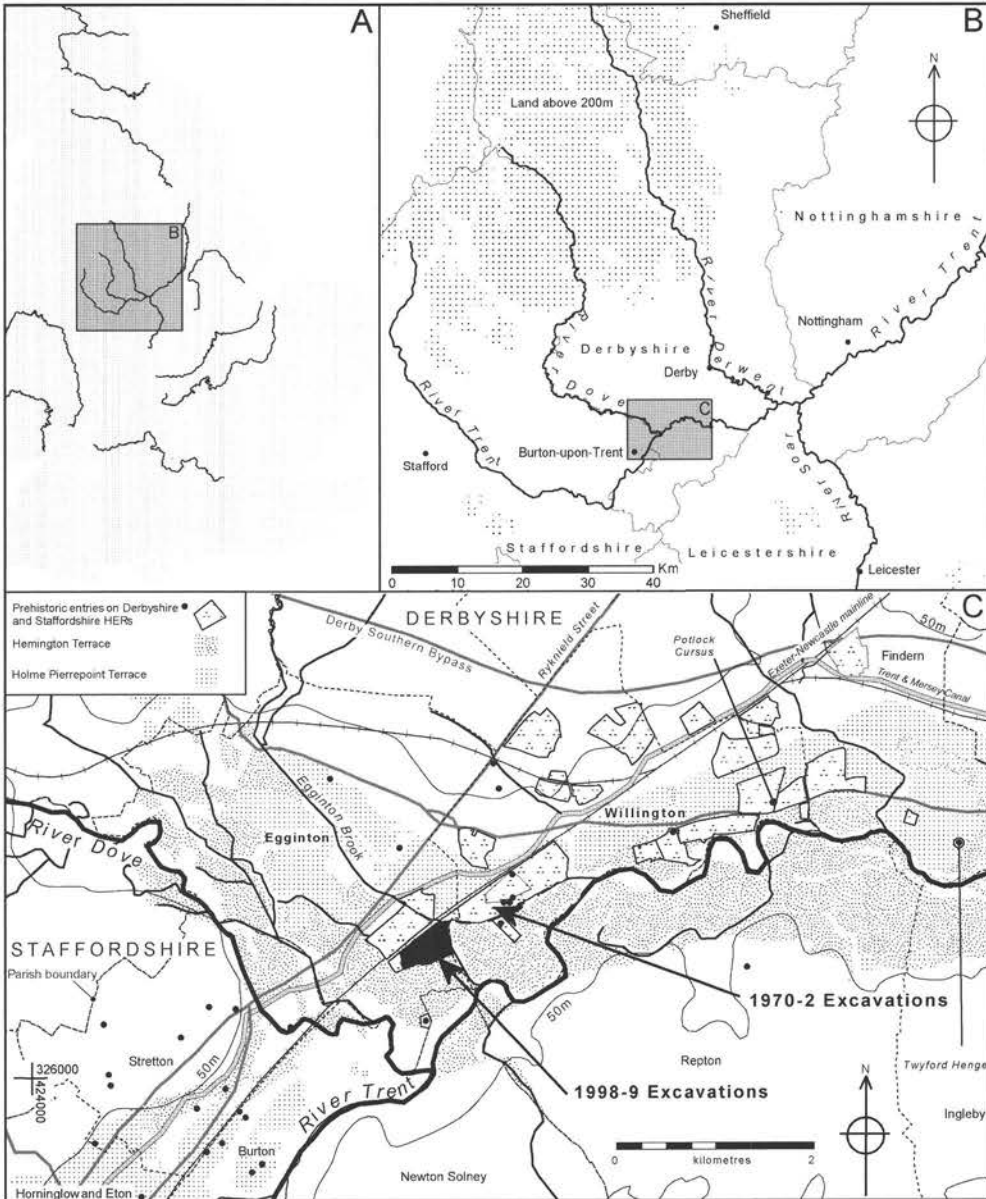 A
B
Sheffield
N
Land above 200m
Nottinghamshire
River Trent
Nottingham
River Derwent
Derbyshire
Derby
River Dove
C
River Trent
Burton-upon-Trent
Stafford
River Soar
Staffordshire
Leicestershire
Leicester
Km
0 10 20 30 40
B
C
Prehistoric entries on Derbyshire
and Staffordshire HERs
Hemington Terrace
Holme Pierrepoint Terrace
DERBYSHIRE
Derby Southern Bypass
Ryknield Street
Potlock
Cursus
Exeter-Newcastle mainline
50m
Findern
Trent & Mersey Canal
Egginton Brook
Egginton
Willington
River Dove
STAFFORDSHIRE
Parish boundary
1970-2 Excavations
50m
Stretton
50m
Repton
Twyford Henge
326000
424000
1998-9 Excavations
River Trent
N
Ingleby
Burton
0 kilometres 2
Newton Solney
Horninglow and Eton